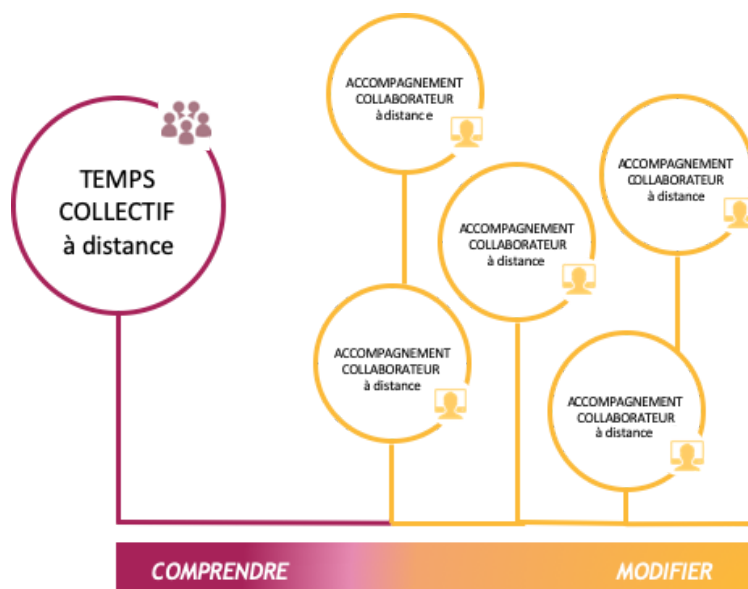 TEMPS
COLLECTIF
à distance
ACCOMPAGNEMENT
COLLABORATEUR
à distance
ACCOMPAGNEMENT
COLLABORATEUR
à distance
ACCOMPAGNEMENT
COLLABORATEUR
à distance
ACCOMPAGNEMENT
COLLABORATEUR
à distance
ACCOMPAGNEMENT
COLLABORATEUR
à distance
COMPRENDRE
MODIFIER